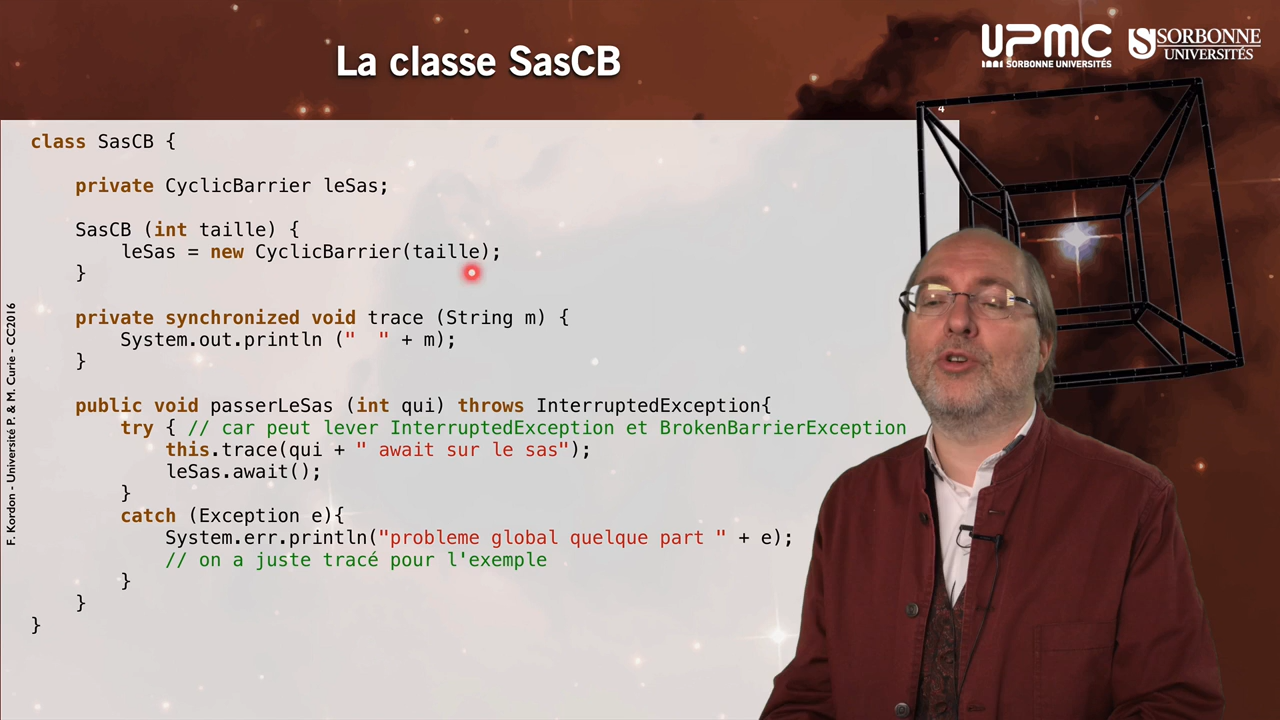 La classe SasCB
UPMC
SORBONNE UNIVERSITÉS
SORBONNE
UNIVERSITÉS
4
class SasCB {
private CyclicBarrier leSas;
SasCB (int taille) {
leSas = new CyclicBarrier(taille);
}
private synchronized void trace (String m) {
System.out.println ("  " + m);
}
public void passerLeSas (int qui) throws InterruptedException{
try { // car peut lever InterruptedException et BrokenBarrierException
this.trace(qui + " await sur le sas");
leSas.await();
}
catch (Exception e){
System.err.println("probleme global quelque part " + e);
// on a juste tracé pour l'exemple
}
}
}
F. Kordon - Université P. & M. Curie - CC2016